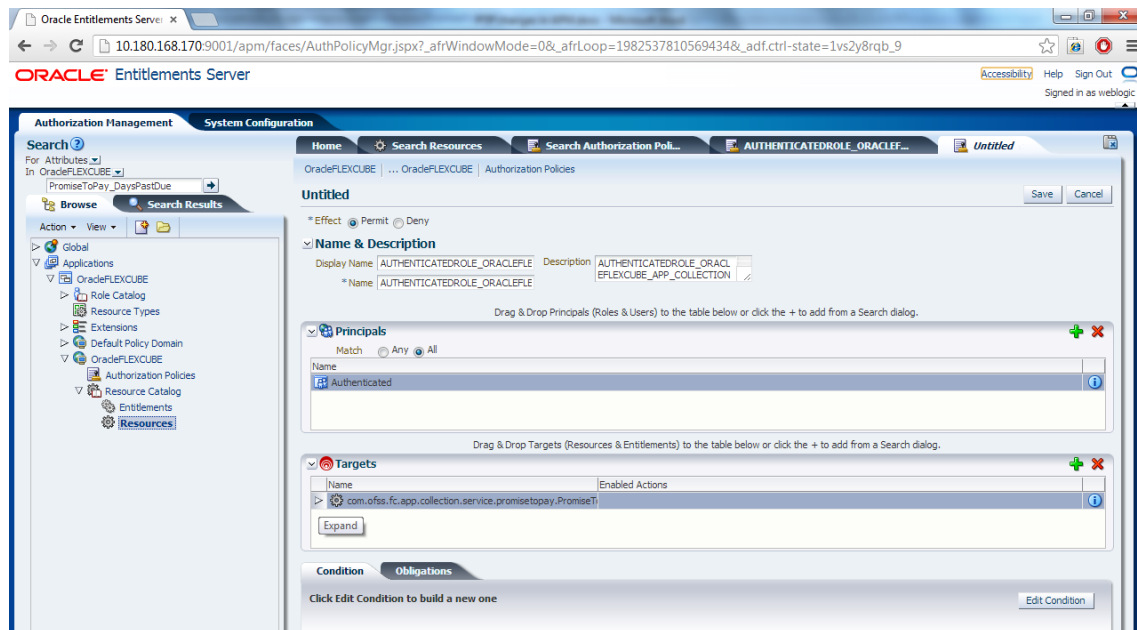 Oracle Entitlements Server ×
10.180.168.170:9001/apm/faces/AuthPolicyMgr.jspx?_afrWindowMode=0&_afrLoop=1982537810569434&_adf.ctrl-state=1vs2y8rqb_9
ORACLE Entitlements Server
Accessibility Help Sign Out
Signed in as weblogic
Authorization Management System Configuration
Search
For Attributes
In OracleFLEXCUBE
PromiseToPay_DaysPastDue
Browse Search Results
Action View
Global
Applications
OracleFLEXCUBE
Role Catalog
Resource Types
Extensions
Default Policy Domain
OracleFLEXCUBE
Authorization Policies
Resource Catalog
Entitlements
Resources
Home Search Resources Search Authorization Poli... AUTHENTICATEDROLE_ORACLEF... Untitled
OracleFLEXCUBE | ... OracleFLEXCUBE | Authorization Policies
Untitled Save Cancel
* Effect Permit Deny
Name & Description
Display Name AUTHENTICATEDROLE_ORACLEFLE Description AUTHENTICATEDROLE_ORACL
EFLEXCUBE_APP_COLLECTION
* Name AUTHENTICATEDROLE_ORACLEFLE
Drag & Drop Principals (Roles & Users) to the table below or click the + to add from a Search dialog.
Principals
Match Any All
Name
Authenticated
Drag & Drop Targets (Resources & Entitlements) to the table below or click the + to add from a Search dialog.
Targets
Name Enabled Actions
com.ofss.fc.app.collection.service.promisetopay.PromiseT
Expand
Condition Obligations
Click Edit Condition to build a new one Edit Condition